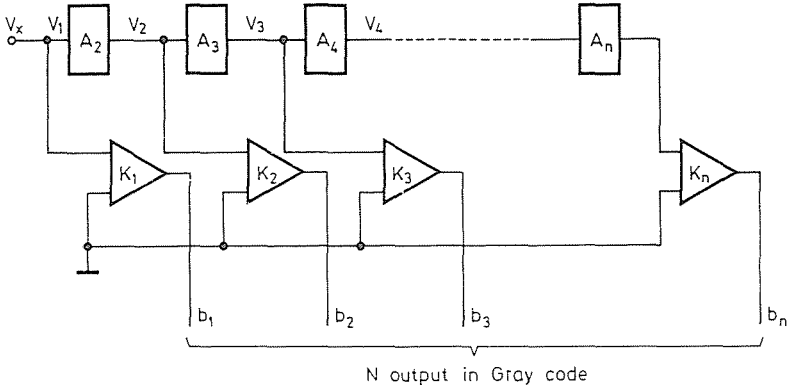 Vx V1 A2 V2 A3 V3 A4 V4 An
K1 K2 K3 Kn
b1 b2 b3 bn
N output in Gray code